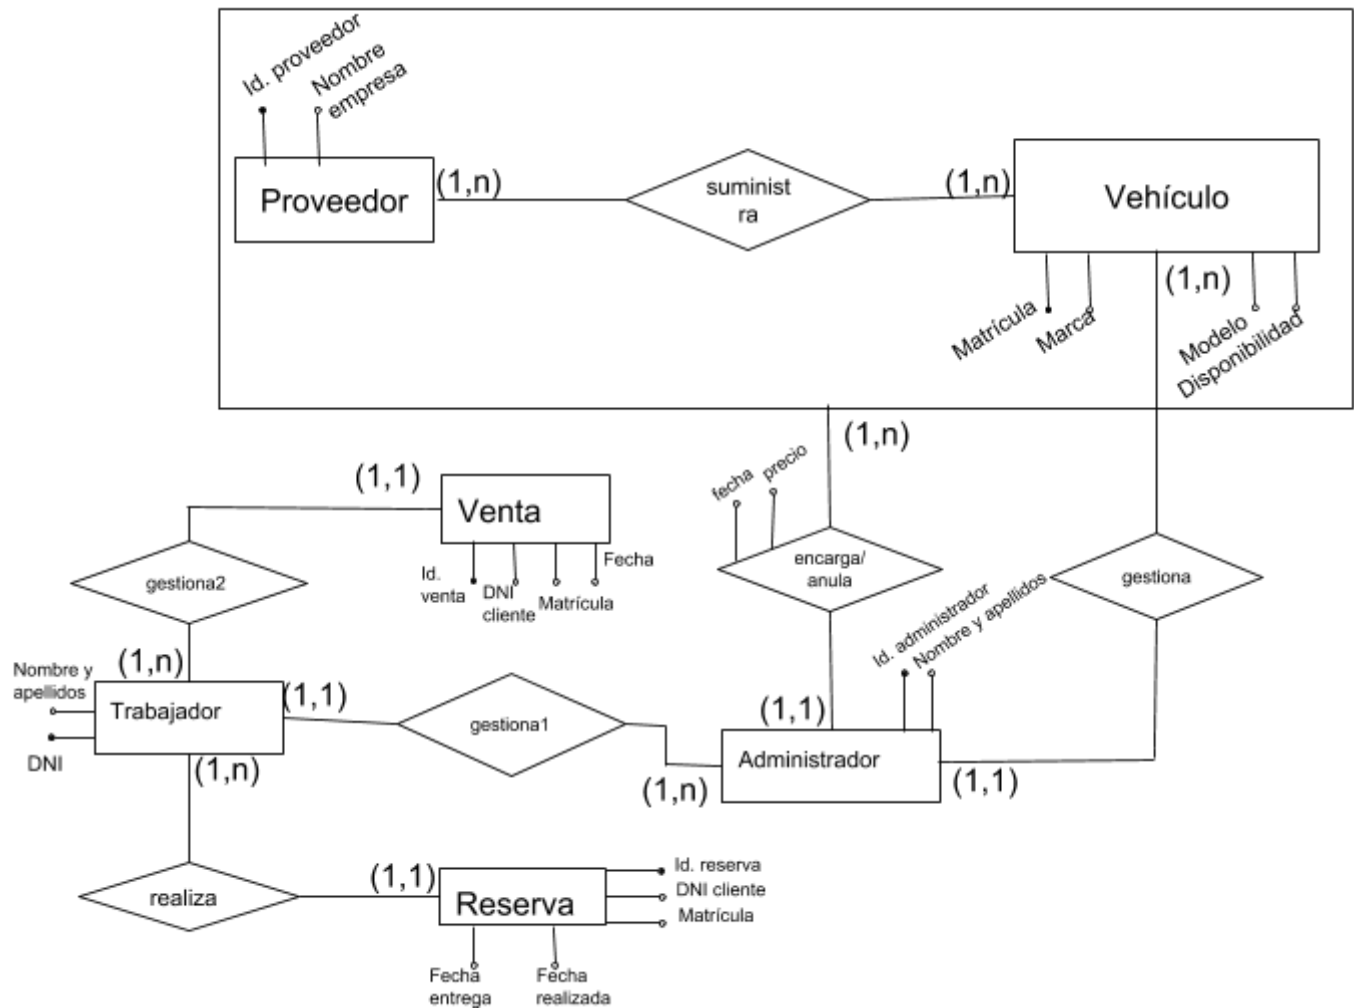 Id. proveedor
Nombre
empresa
Proveedor
(1,n)
suminist
ra
(1,n)
Vehículo
(1,n)
Matrícula
Marca
Modelo
Disponibilidad
(1,n)
fecha
precio
(1,1)
Venta
Id.
venta
DNI
cliente
Matrícula
Fecha
gestiona2
encarga/
anula
gestiona
Id. administrador
Nombre y apellidos
(1,n)
Nombre y
apellidos
Trabajador
DNI
(1,1)
(1,n)
gestiona1
(1,1)
Administrador
(1,n)
(1,1)
realiza
(1,1)
Reserva
Id. reserva
DNI cliente
Matrícula
Fecha
entrega
Fecha
realizada